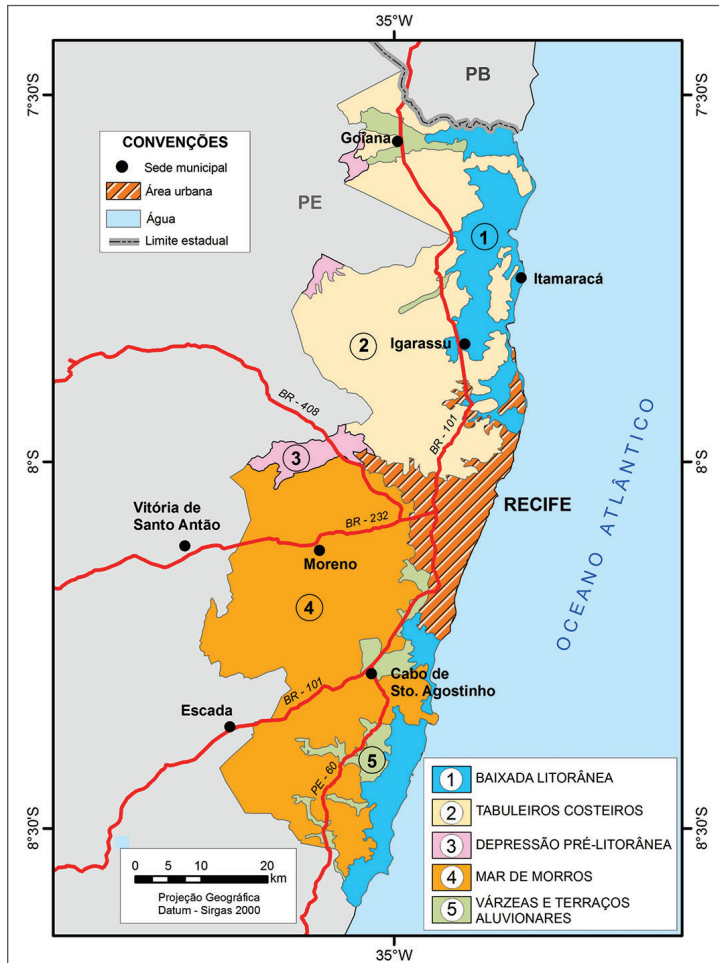 35°W
PB
7°30'S
Goiana
CONVENÇÕES
Sede municipal
Área urbana
Água
Limite estadual
PE
1
Itamaracá
2
Igarassu
BR - 408
BR - 101
8°S
3
RECIFE
OCEANO ATLÂNTICO
Vitória de
Santo Antão
BR - 232
Moreno
4
Cabo de
Sto. Agostinho
BR - 101
Escada
5
PE - 60
8°30'S
1 BAIXADA LITORÂNEA
2 TABULEIROS COSTEIROS
3 DEPRESSÃO PRÉ-LITORÂNEA
4 MAR DE MORROS
5 VÁRZEAS E TERRAÇOS
ALUVIONARES
0 5 10 20
km
Projeção Geográfica
Datum - Sirgas 2000
35°W
7°30'S
8°S
8°30'S